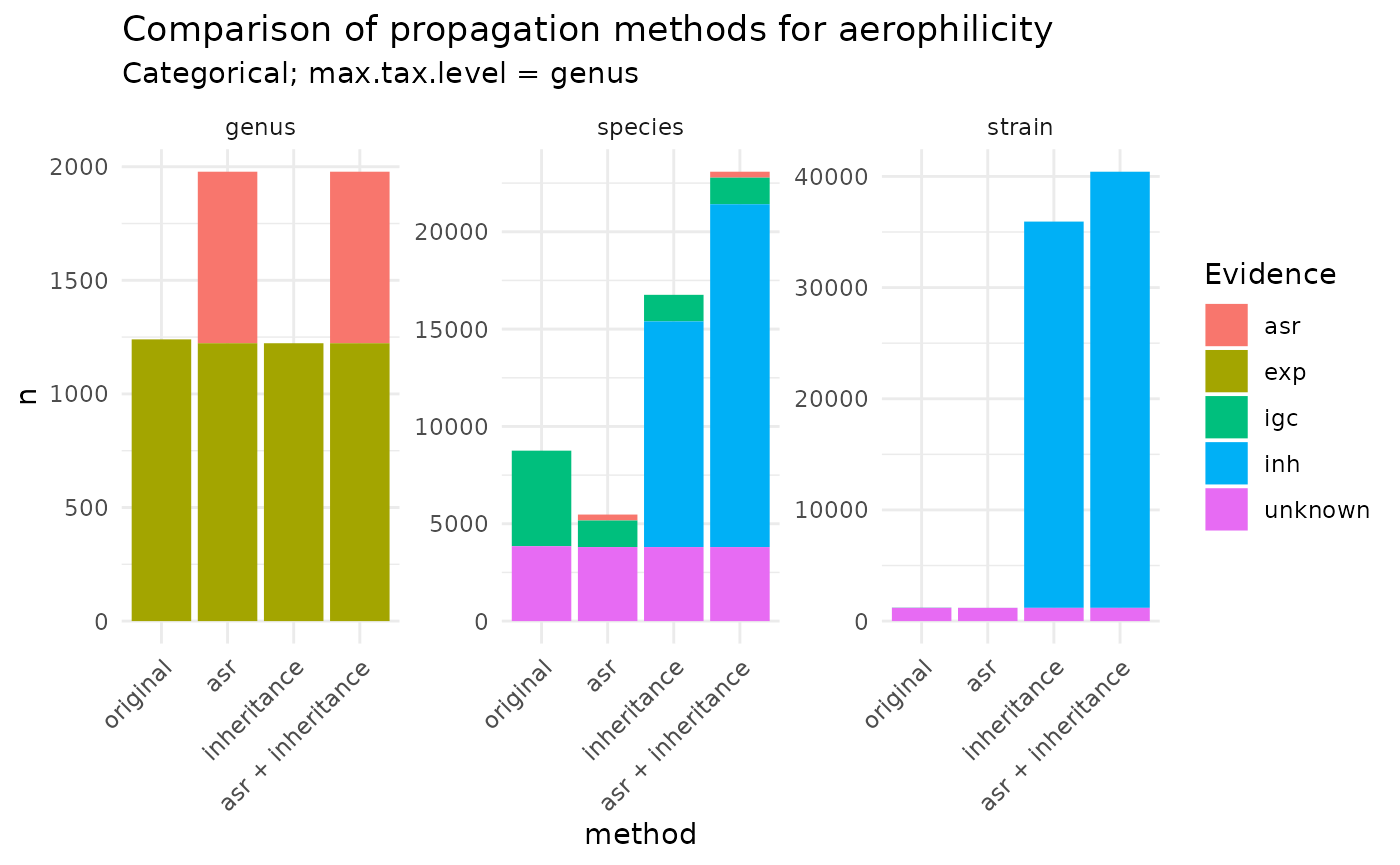 Comparison of propagation methods for aerophilicity
Categorical; max.tax.level = genus
genus
species
strain
n
2000
1500
1000
500
0
20000
15000
10000
5000
0
40000
30000
20000
10000
0
original
asr
inheritance
asr + inheritance
original
asr
inheritance
asr + inheritance
original
asr
inheritance
asr + inheritance
method
Evidence
asr
exp
igc
inh
unknown